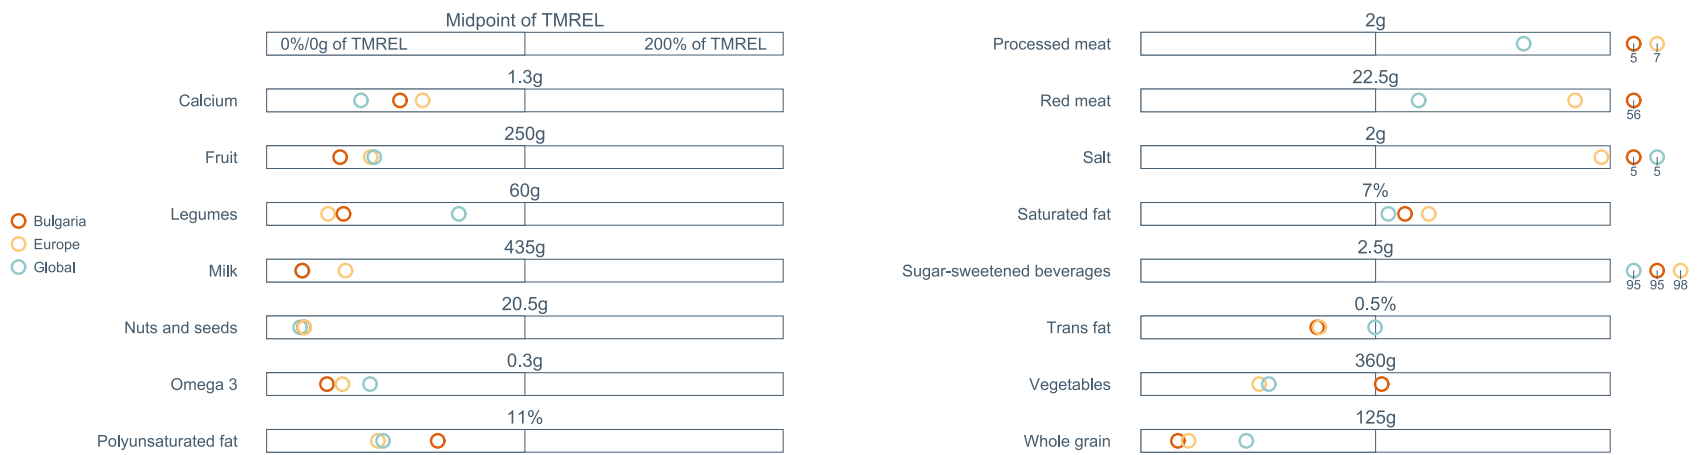 Midpoint of TMREL
0%/0g of TMREL 200% of TMREL
1.3g
Calcium
250g
Fruit
60g
Legumes
435g
Milk
20.5g
Nuts and seeds
0.3g
Omega 3
11%
Polyunsaturated fat
Bulgaria
Europe
Global
2g
Processed meat
5 7
22.5g
Red meat
56
2g
Salt
5 5
7%
Saturated fat
2.5g
Sugar-sweetened beverages
95 95 98
0.5%
Trans fat
360g
Vegetables
125g
Whole grain